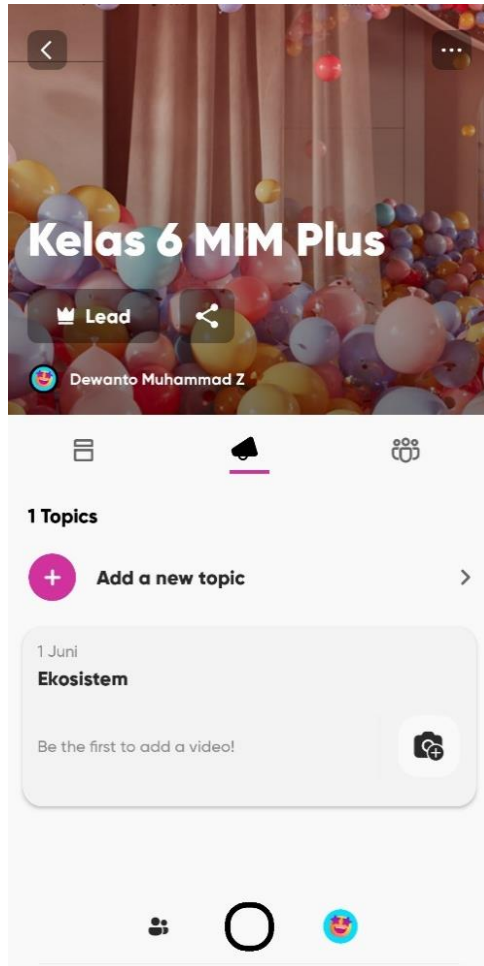 Kelas 6 MIM Plus
Lead
Dewanto Muhammad Z
1 Topics
Add a new topic
1 Juni
Ekosistem
Be the first to add a video!